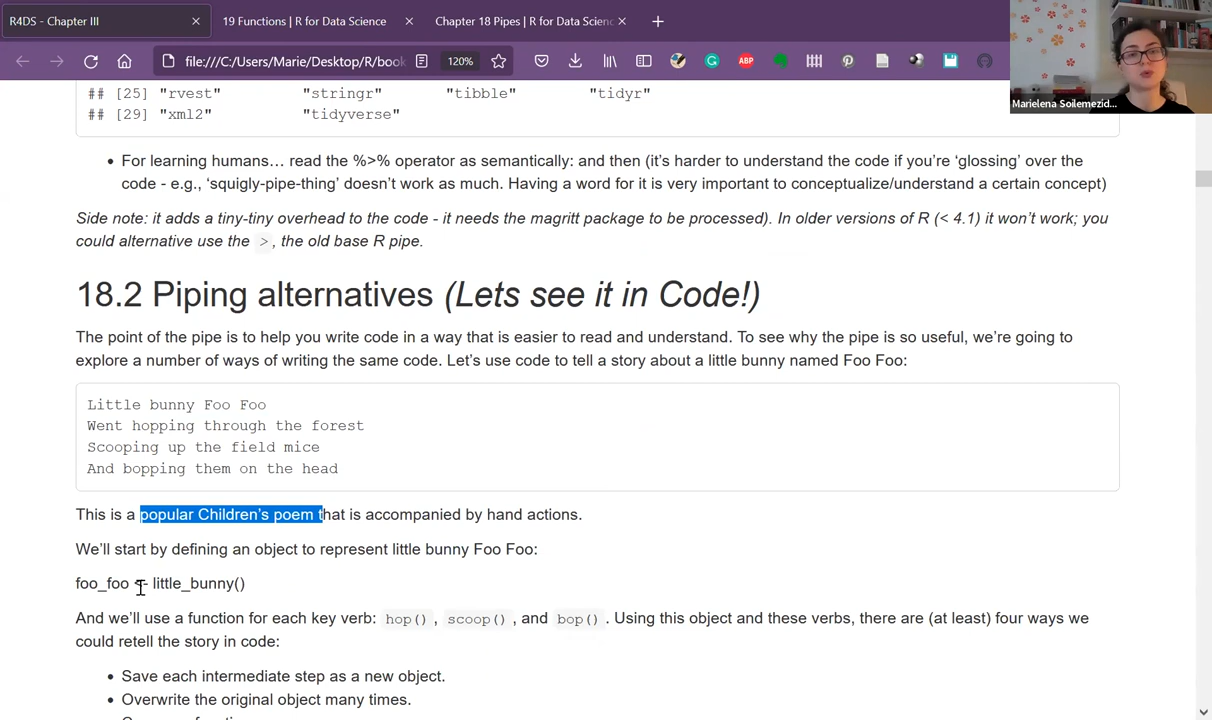 R4DS - Chapter III
19 Functions | R for Data Science
Chapter 18 Pipes | R for Data Scienc
file:///C:/Users/Marie/Desktop/R/book
120%
ABP
Marielena Soilemezid...
## [25] "rvest" "stringr" "tibble" "tidyr"
## [29] "xml2" "tidyverse"
• For learning humans… read the %>% operator as semantically: and then (it's harder to understand the code if you're 'glossing' over the
code - e.g., 'squigly-pipe-thing' doesn't work as much. Having a word for it is very important to conceptualize/understand a certain concept)
Side note: it adds a tiny-tiny overhead to the code - it needs the magritt package to be processed). In older versions of R (< 4.1) it won't work; you
could alternative use the > , the old base R pipe.
18.2 Piping alternatives (Lets see it in Code!)
The point of the pipe is to help you write code in a way that is easier to read and understand. To see why the pipe is so useful, we're going to
explore a number of ways of writing the same code. Let's use code to tell a story about a little bunny named Foo Foo:
Little bunny Foo Foo
Went hopping through the forest
Scooping up the field mice
And bopping them on the head
This is a popular Children's poem that is accompanied by hand actions.
We'll start by defining an object to represent little bunny Foo Foo:
foo_foo little_bunny()
And we'll use a function for each key verb: hop() , scoop() , and bop() . Using this object and these verbs, there are (at least) four ways we
could retell the story in code:
• Save each intermediate step as a new object.
• Overwrite the original object many times.